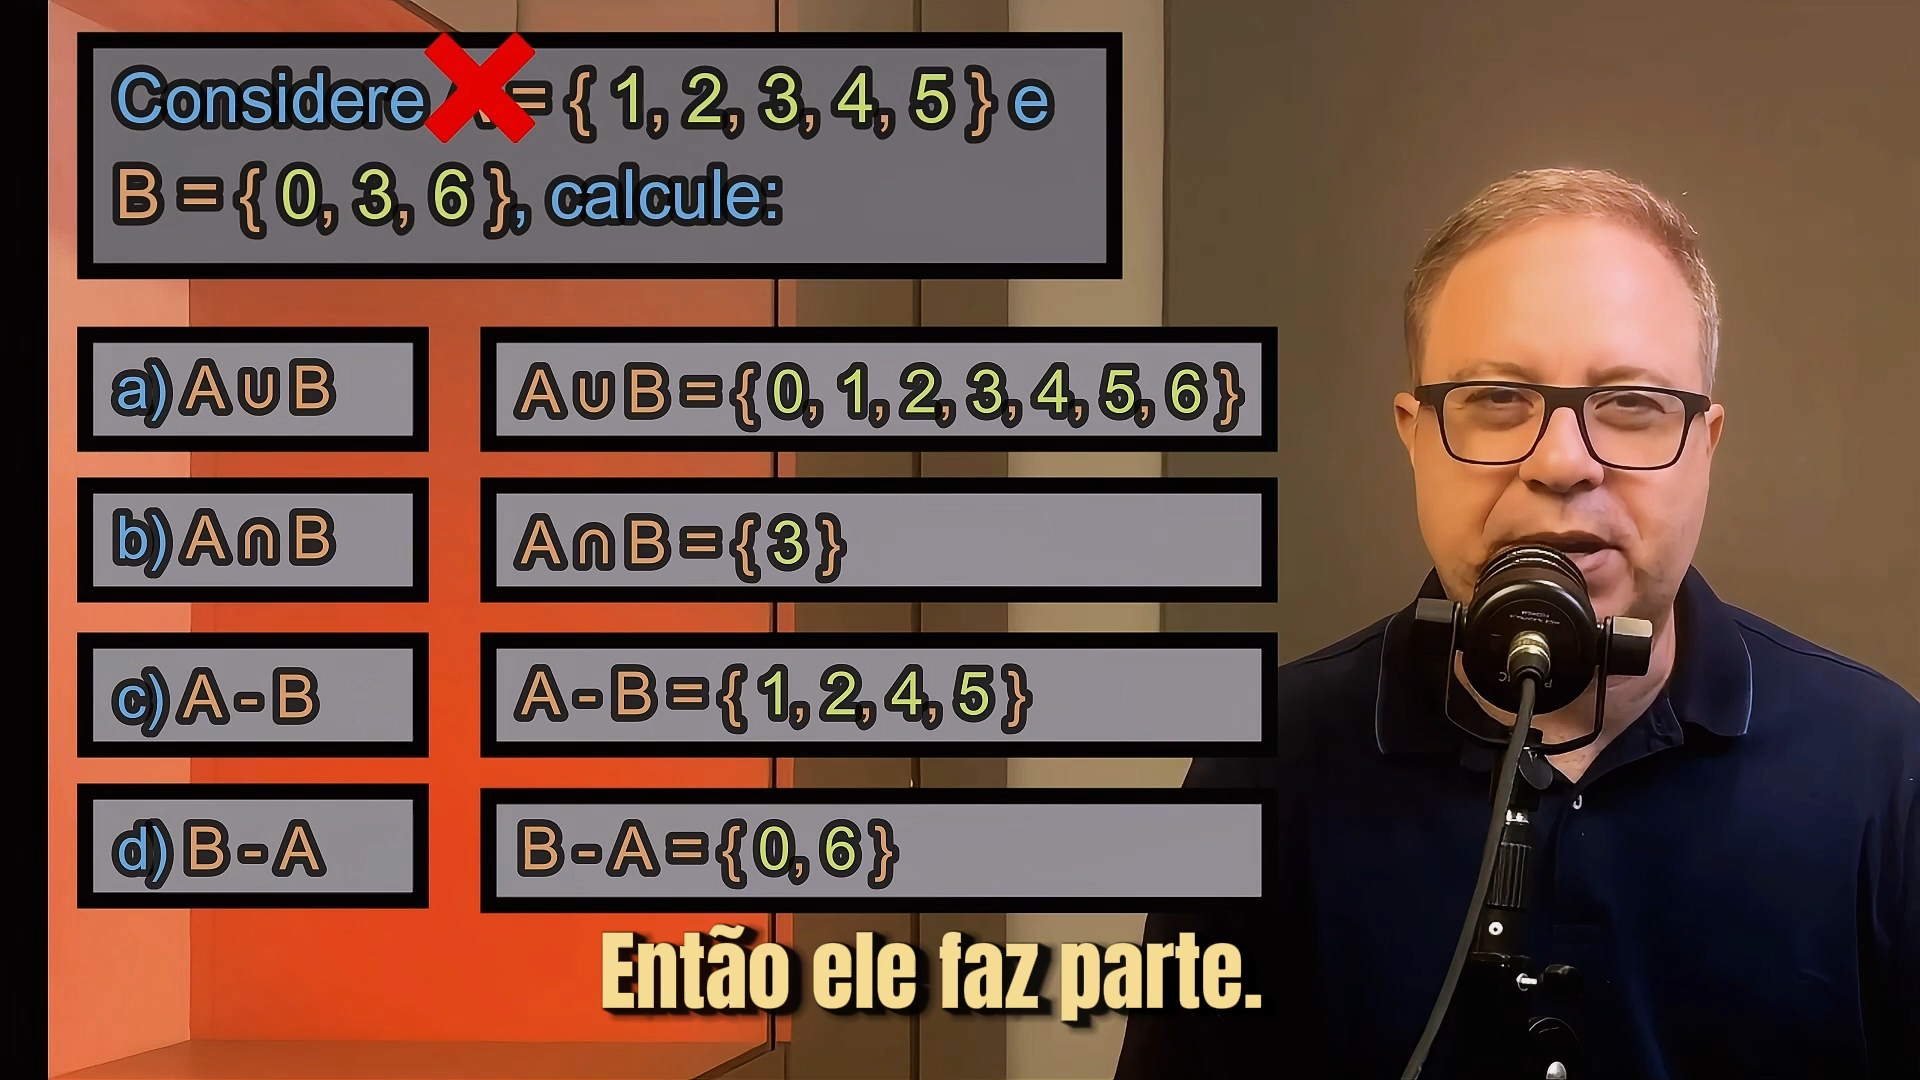 Considere = { 1, 2, 3, 4, 5 } e
B = { 0, 3, 6 }, calcule:
a) A ∪ B
A ∪ B = { 0, 1, 2, 3, 4, 5, 6 }
b) A ∩ B
A ∩ B = { 3 }
c) A - B
A - B = { 1, 2, 4, 5 }
d) B - A
B - A = { 0, 6 }
Então ele faz parte.